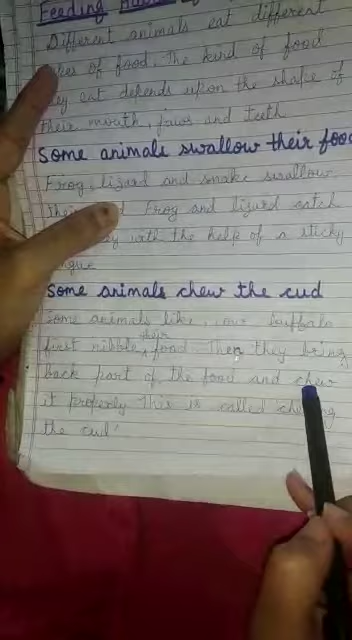 Feeding
Different animals eat different
of food, the kind of food
eat depends upon the shape of
their mouth, jaws and teeth
Some animals swallow their food
Frog, lizard and snake swallow
their Frog and lizard catch
with the help of a sticky
Some animals chew the cud
Some animals like, buffalo
first nibble, their food. Then they bring
back part of the food and chew
it properly This is called
the cud'